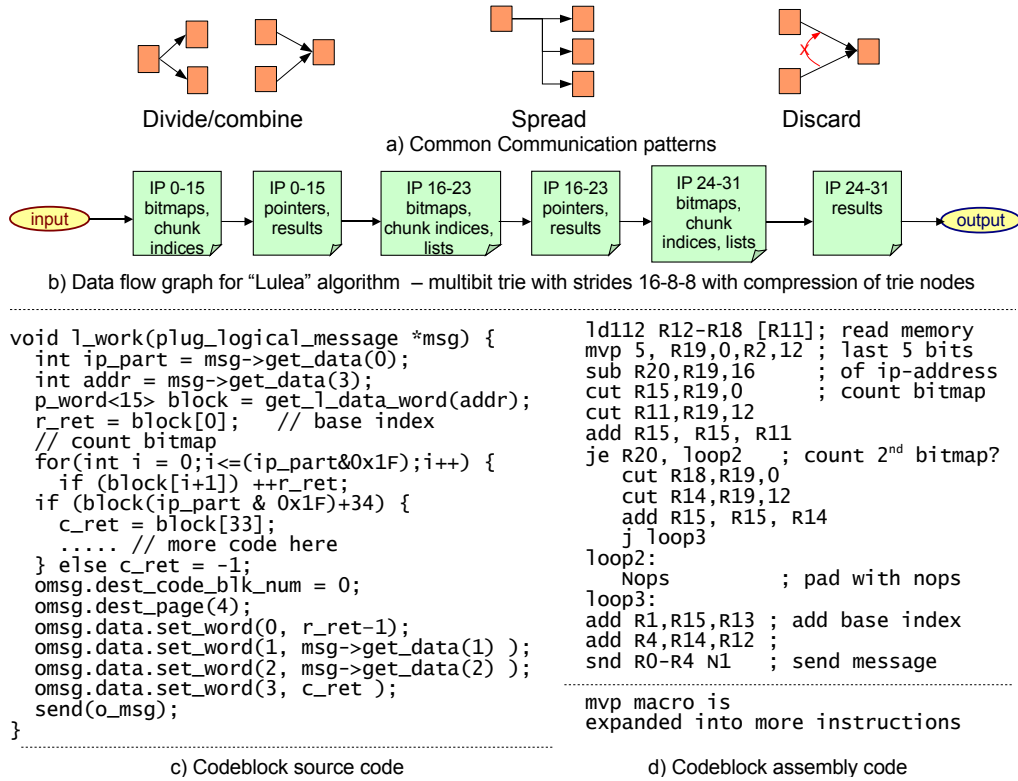 x
Divide/combine
Spread
Discard
a) Common Communication patterns
input
IP 0-15
bitmaps,
chunk
indices
IP 0-15
pointers,
results
IP 16-23
bitmaps,
chunk indices,
lists
IP 16-23
pointers,
results
IP 24-31
bitmaps,
chunk
indices, lists
IP 24-31
results
output
b) Data flow graph for “Lulea” algorithm – multibit trie with strides 16-8-8 with compression of trie nodes
void l_work(plug_logical_message *msg) {
int ip_part = msg->get_data(0);
int addr = msg->get_data(3);
p_word<15> block = get_l_data_word(addr);
r_ret = block[0]; // base index
// count bitmap
for(int i = 0;i<=(ip_part&0x1F);i++) {
if (block[i+1]) ++r_ret;
if (block(ip_part & 0x1F)+34) {
c_ret = block[33];
..... // more code here
} else c_ret = -1;
omsg.dest_code_blk_num = 0;
omsg.dest_page(4);
omsg.data.set_word(0, r_ret-1);
omsg.data.set_word(1, msg->get_data(1) );
omsg.data.set_word(2, msg->get_data(2) );
omsg.data.set_word(3, c_ret );
send(o_msg);
}
c) Codeblock source code
ld112 R12-R18 [R11]; read memory
mvp 5, R19,0,R2,12 ; last 5 bits
sub R20,R19,16 ; of ip-address
cut R15,R19,0 ; count bitmap
cut R11,R19,12
add R15, R15, R11
je R20, loop2 ; count 2nd bitmap?
cut R18,R19,0
cut R14,R19,12
add R15, R15, R14
j loop3
loop2:
Nops ; pad with nops
loop3:
add R1,R15,R13 ; add base index
add R4,R14,R12 ;
snd R0-R4 N1 ; send message
mvp macro is
expanded into more instructions
d) Codeblock assembly code